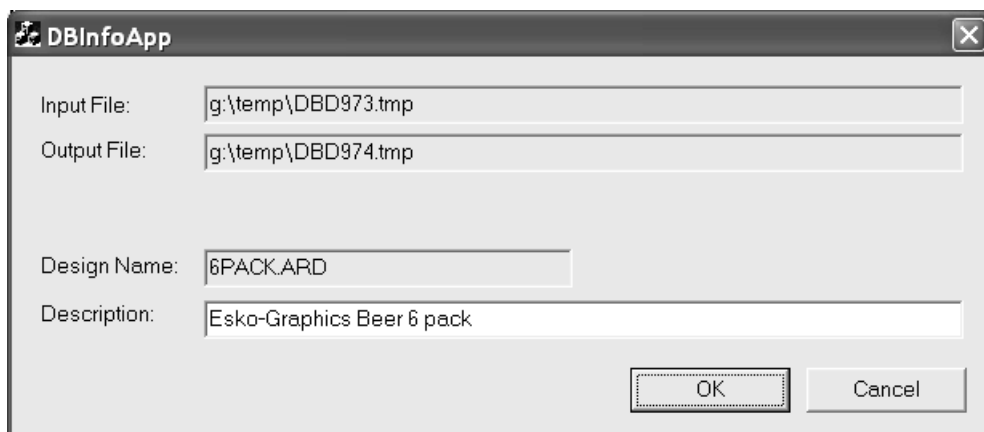 DBInfoApp
Input File: g:\temp\DBD973.tmp
Output File: g:\temp\DBD974.tmp
Design Name: 6PACK.ARD
Description: Esko-Graphics Beer 6 pack
OK Cancel